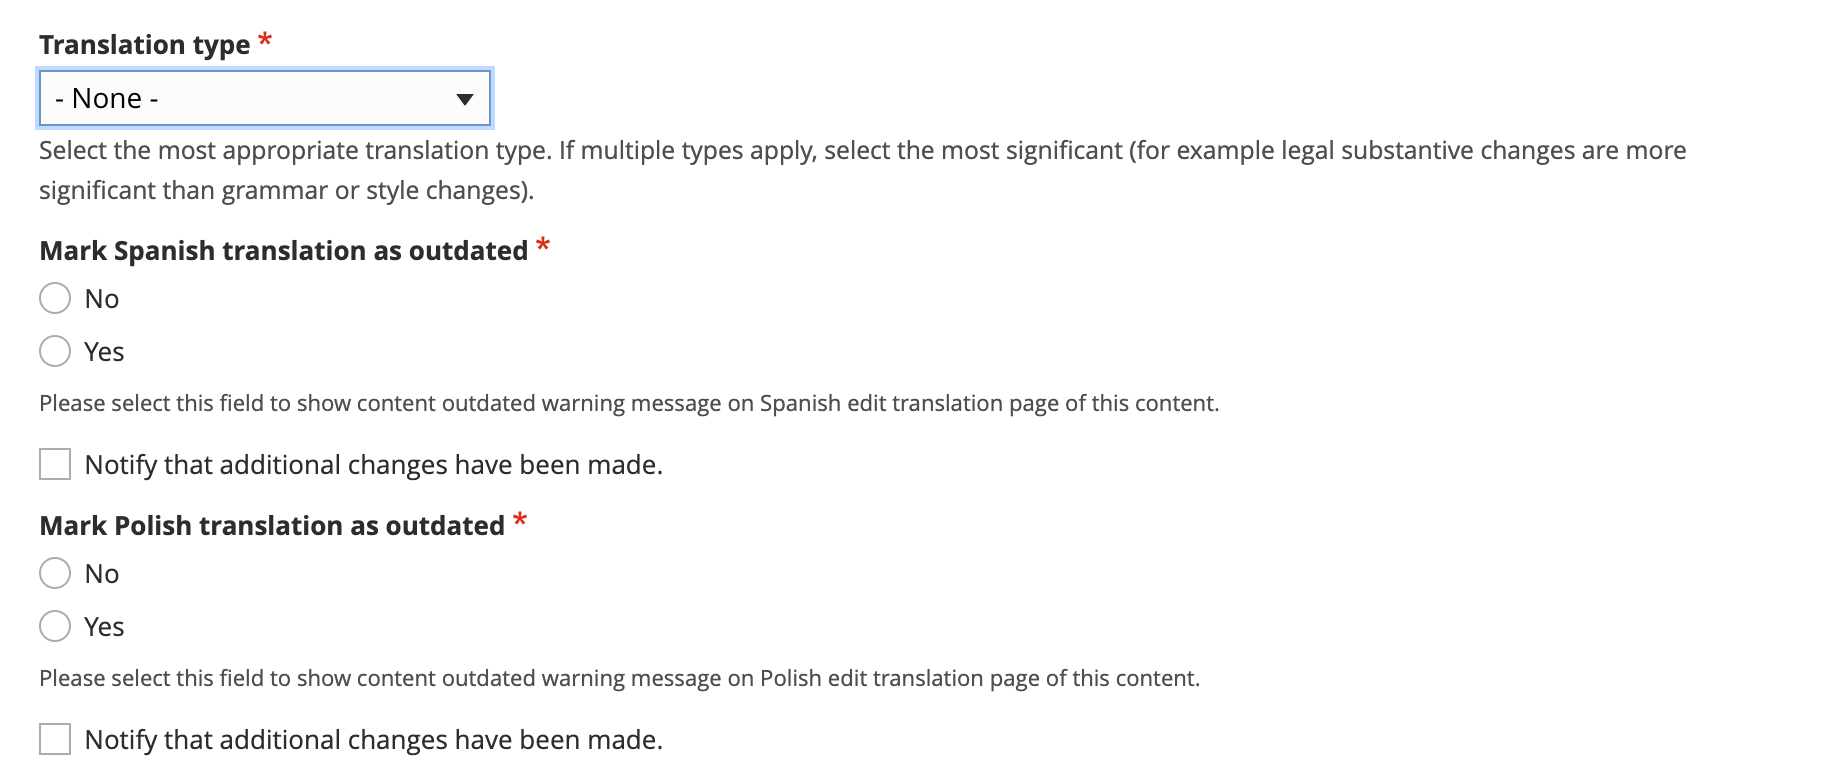 Translation type *
- None -
Select the most appropriate translation type. If multiple types apply, select the most significant (for example legal substantive changes are more
significant than grammar or style changes).
Mark Spanish translation as outdated *
No
Yes
Please select this field to show content outdated warning message on Spanish edit translation page of this content.
Notify that additional changes have been made.
Mark Polish translation as outdated *
No
Yes
Please select this field to show content outdated warning message on Polish edit translation page of this content.
Notify that additional changes have been made.